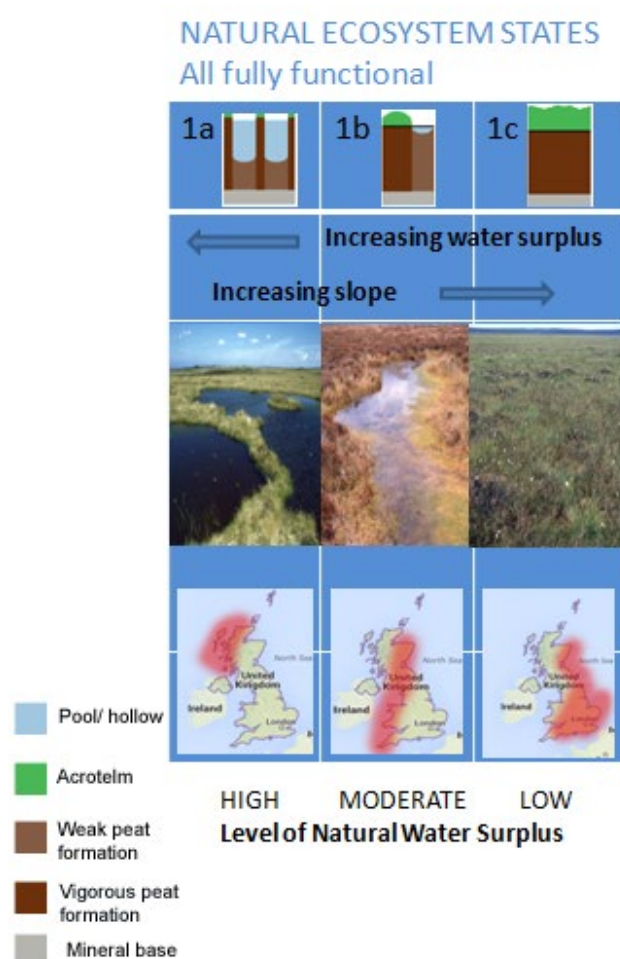 NATURAL ECOSYSTEM STATES
All fully functional
1a
1b
1c
Increasing water surplus
Increasing slope
North Sea
United
Kingdom
Ireland
London
North Sea
United
Kingdom
Ireland
London
North Sea
United
Kingdom
Ireland
London
Pool/ hollow
Acrotelm
Weak peat
formation
Vigorous peat
formation
Mineral base
HIGH
MODERATE
LOW
Level of Natural Water Surplus